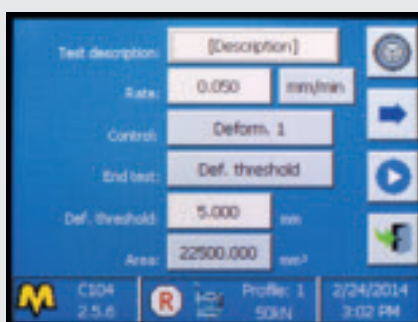 Test description: [Description]
Rate: 0.050 mm/min
Control: Deform. 1
End test: Def. threshold
Def. threshold: 5.000 mm
Area: 22500.000 mm²
C104 R Profile: 1 2/24/2014
2.5.6 50kN 3:02 PM